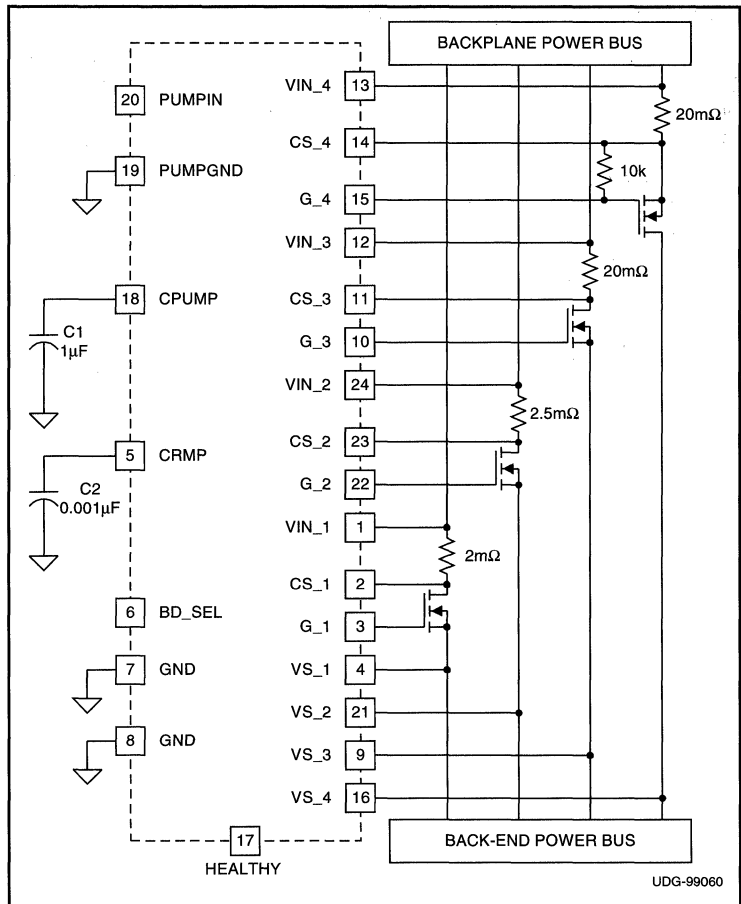 BACKPLANE POWER BUS
20 PUMPIN
VIN_4 13
20mΩ
CS_4 14
19 PUMPGND
10k
G_4 15
VIN_3 12
20mΩ
18 CPUMP
CS_3 11
C1
1µF
G_3 10
VIN_2 24
2.5mΩ
5 CRMP
CS_2 23
C2
0.001µF
G_2 22
VIN_1 1
2mΩ
CS_1 2
6 BD_SEL
G_1 3
7 GND
VS_1 4
VS_2 21
8 GND
VS_3 9
VS_4 16
17
HEALTHY
BACK-END POWER BUS
UDG-99060